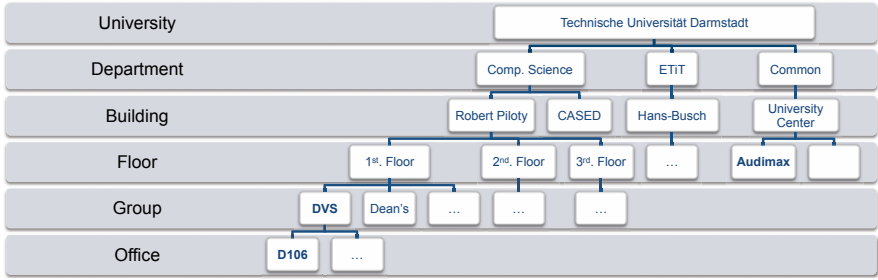 University
Technische Universität Darmstadt
Department
Comp. Science
ETiT
Common
Building
Robert Piloty
CASED
Hans-Busch
University
Center
Floor
1st. Floor
2nd. Floor
3rd. Floor
…
Audimax
Group
DVS
Dean's
…
…
…
Office
D106
…